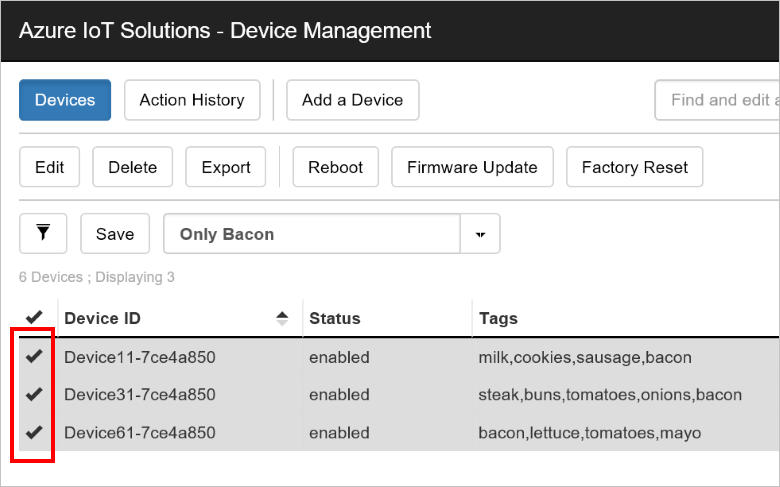 Azure IoT Solutions - Device Management
Devices Action History Add a Device Find and edit a
Edit Delete Export Reboot Firmware Update Factory Reset
Save Only Bacon
6 Devices ; Displaying 3
Device ID Status Tags
Device11-7ce4a850 enabled milk,cookies,sausage,bacon
Device31-7ce4a850 enabled steak,buns,tomatoes,onions,bacon
Device61-7ce4a850 enabled bacon,lettuce,tomatoes,mayo